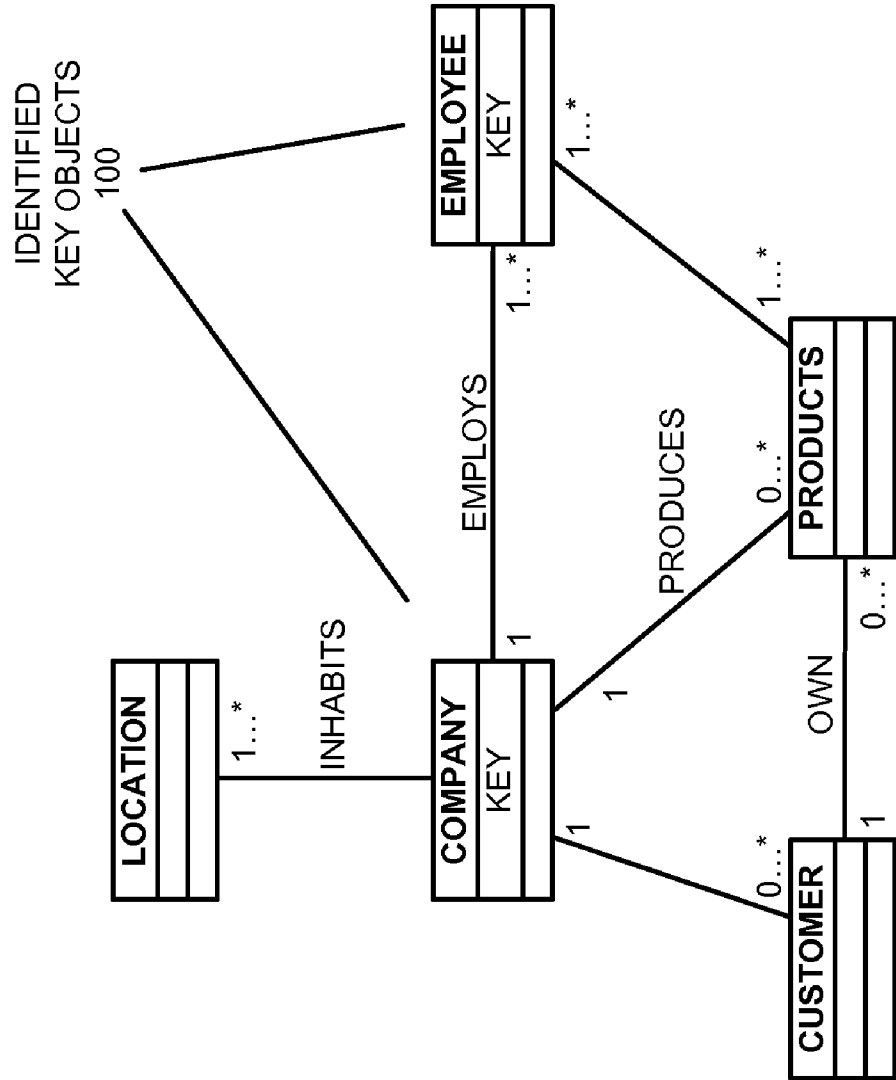 IDENTIFIED
KEY OBJECTS
100
LOCATION
1...*
INHABITS
COMPANY
KEY
1
EMPLOYS
1...*
EMPLOYEE
KEY
1
1
PRODUCES
1...*
0...*
0...*
1...*
CUSTOMER
1
OWN
0...*
PRODUCTS